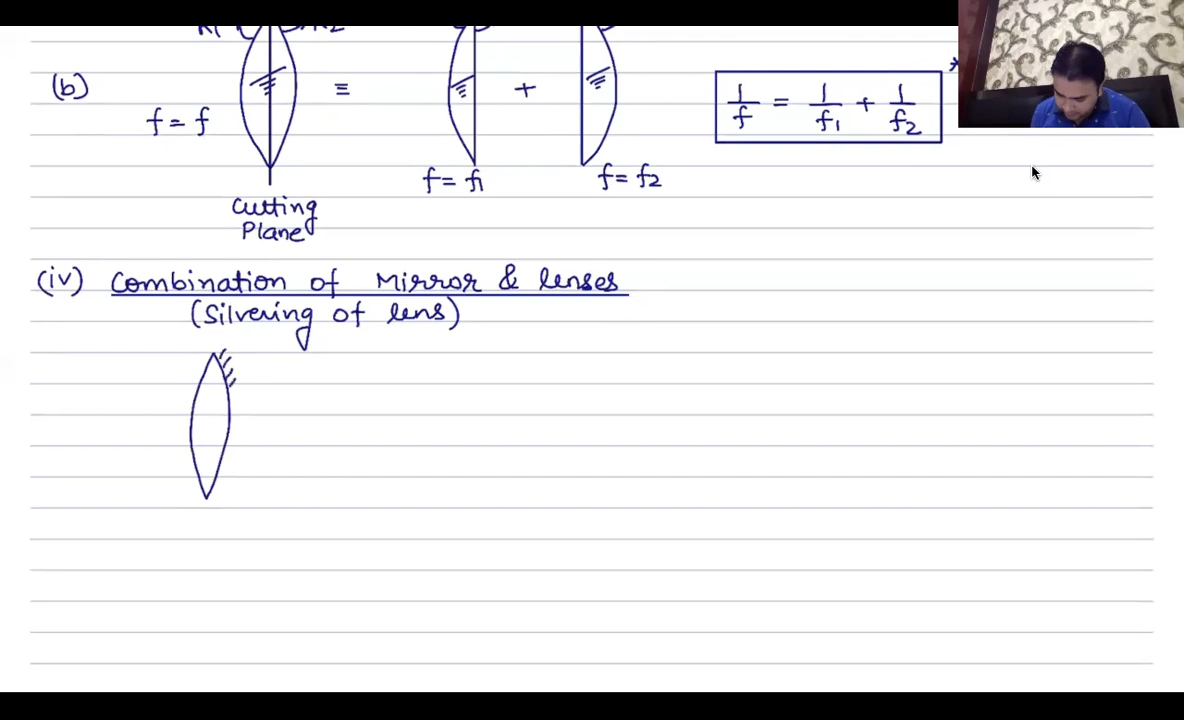 (b)
f = f
≡
+
f = f1
f = f2
1/f = 1/f1 + 1/f2
Cutting
Plane
(iv) Combination of Mirror & lenses
(Silvering of lens)